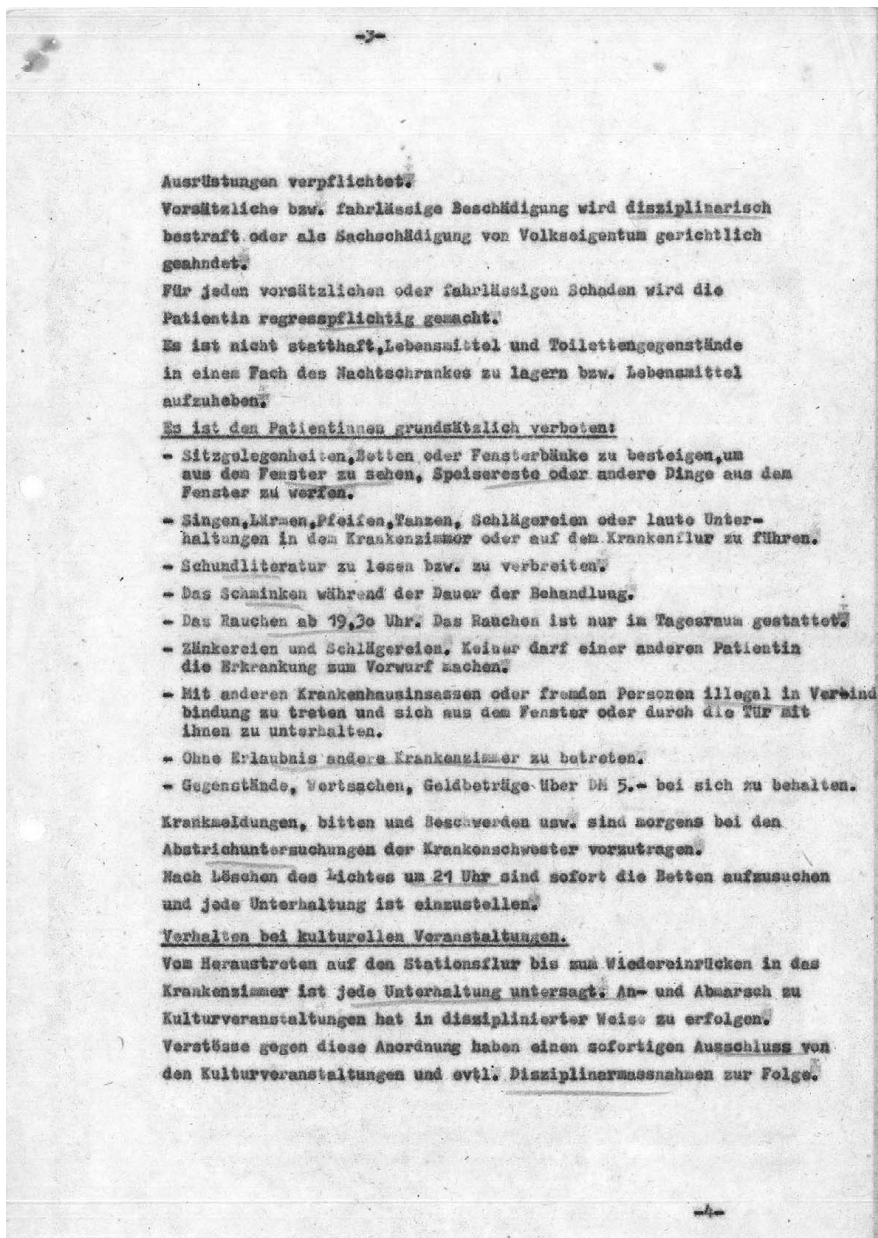 -3-
Ausrüstungen verpflichtet.
Vorsätzliche bzw. fahrlässige Beschädigung wird disziplinarisch
bestraft oder als Sachschädigung von Volkseigentum gerichtlich
geahndet.
Für jeden vorsätzlichen oder fahrlässigen Schaden wird die
Patientin regresspflichtig gemacht.
Es ist nicht statthaft,Lebensmittel und Toilettengegenstände
in einem Fach des Nachtschrankes zu lagern bzw. Lebensmittel
aufzuheben.
Es ist den Patientinnen grundsätzlich verboten:
- Sitzgelegenheiten,Betten oder Fensterbänke zu besteigen,um
aus dem Fenster zu sehen, Speisereste oder andere Dinge aus dem
Fenster zu werfen.
- Singen,Lärmen,Pfeifen,Tanzen, Schlägereien oder laute Unter-
haltungen in dem Krankenzimmer oder auf dem Krankenflur zu führen.
- Schundliteratur zu lesen bzw. zu verbreiten.
- Das Schminken während der Dauer der Behandlung.
- Das Rauchen ab 19,30 Uhr. Das Rauchen ist nur im Tagesraum gestattet.
- Zänkereien und Schlägereien. Keiner darf einer anderen Patientin
die Erkrankung zum Vorwurf machen.
- Mit anderen Krankenhausinsassen oder fremden Personen illegal in Verbind
bindung zu treten und sich aus dem Fenster oder durch die Tür mit
ihnen zu unterhalten.
- Ohne Erlaubnis andere Krankenzimmer zu betreten.
- Gegenstände, Wertsachen, Geldbeträge über DM 5.- bei sich zu behalten.
Krankmeldungen, bitten und Beschwerden usw. sind morgens bei den
Abstrichuntersuchungen der Krankenschwester vorzutragen.
Nach Löschen des Lichtes um 21 Uhr sind sofort die Betten aufzusuchen
und jede Unterhaltung ist einzustellen.
Verhalten bei kulturellen Veranstaltungen.
Vom Heraustreten auf den Stationsflur bis zum Wiedereinrücken in das
Krankenzimmer ist jede Unterhaltung untersagt. An- und Abmarsch zu
Kulturveranstaltungen hat in disziplinierter Weise zu erfolgen.
Verstösse gegen diese Anordnung haben einen sofortigen Ausschluss von
den Kulturveranstaltungen und evtl. Disziplinarmassnahmen zur Folge.
-4-